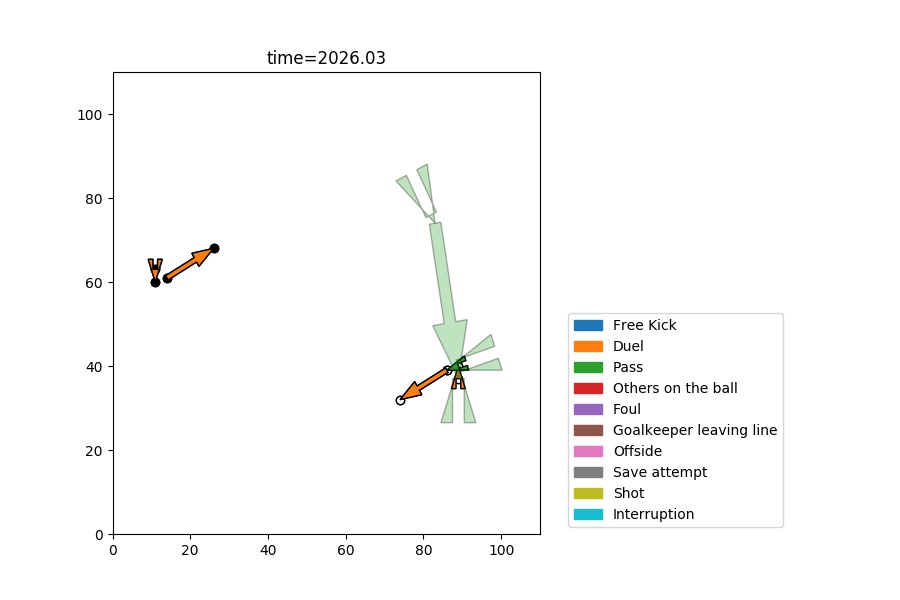 time=2026.03
100
80
60
40
20
0
0 20 40 60 80 100
Free Kick
Duel
Pass
Others on the ball
Foul
Goalkeeper leaving line
Offside
Save attempt
Shot
Interruption